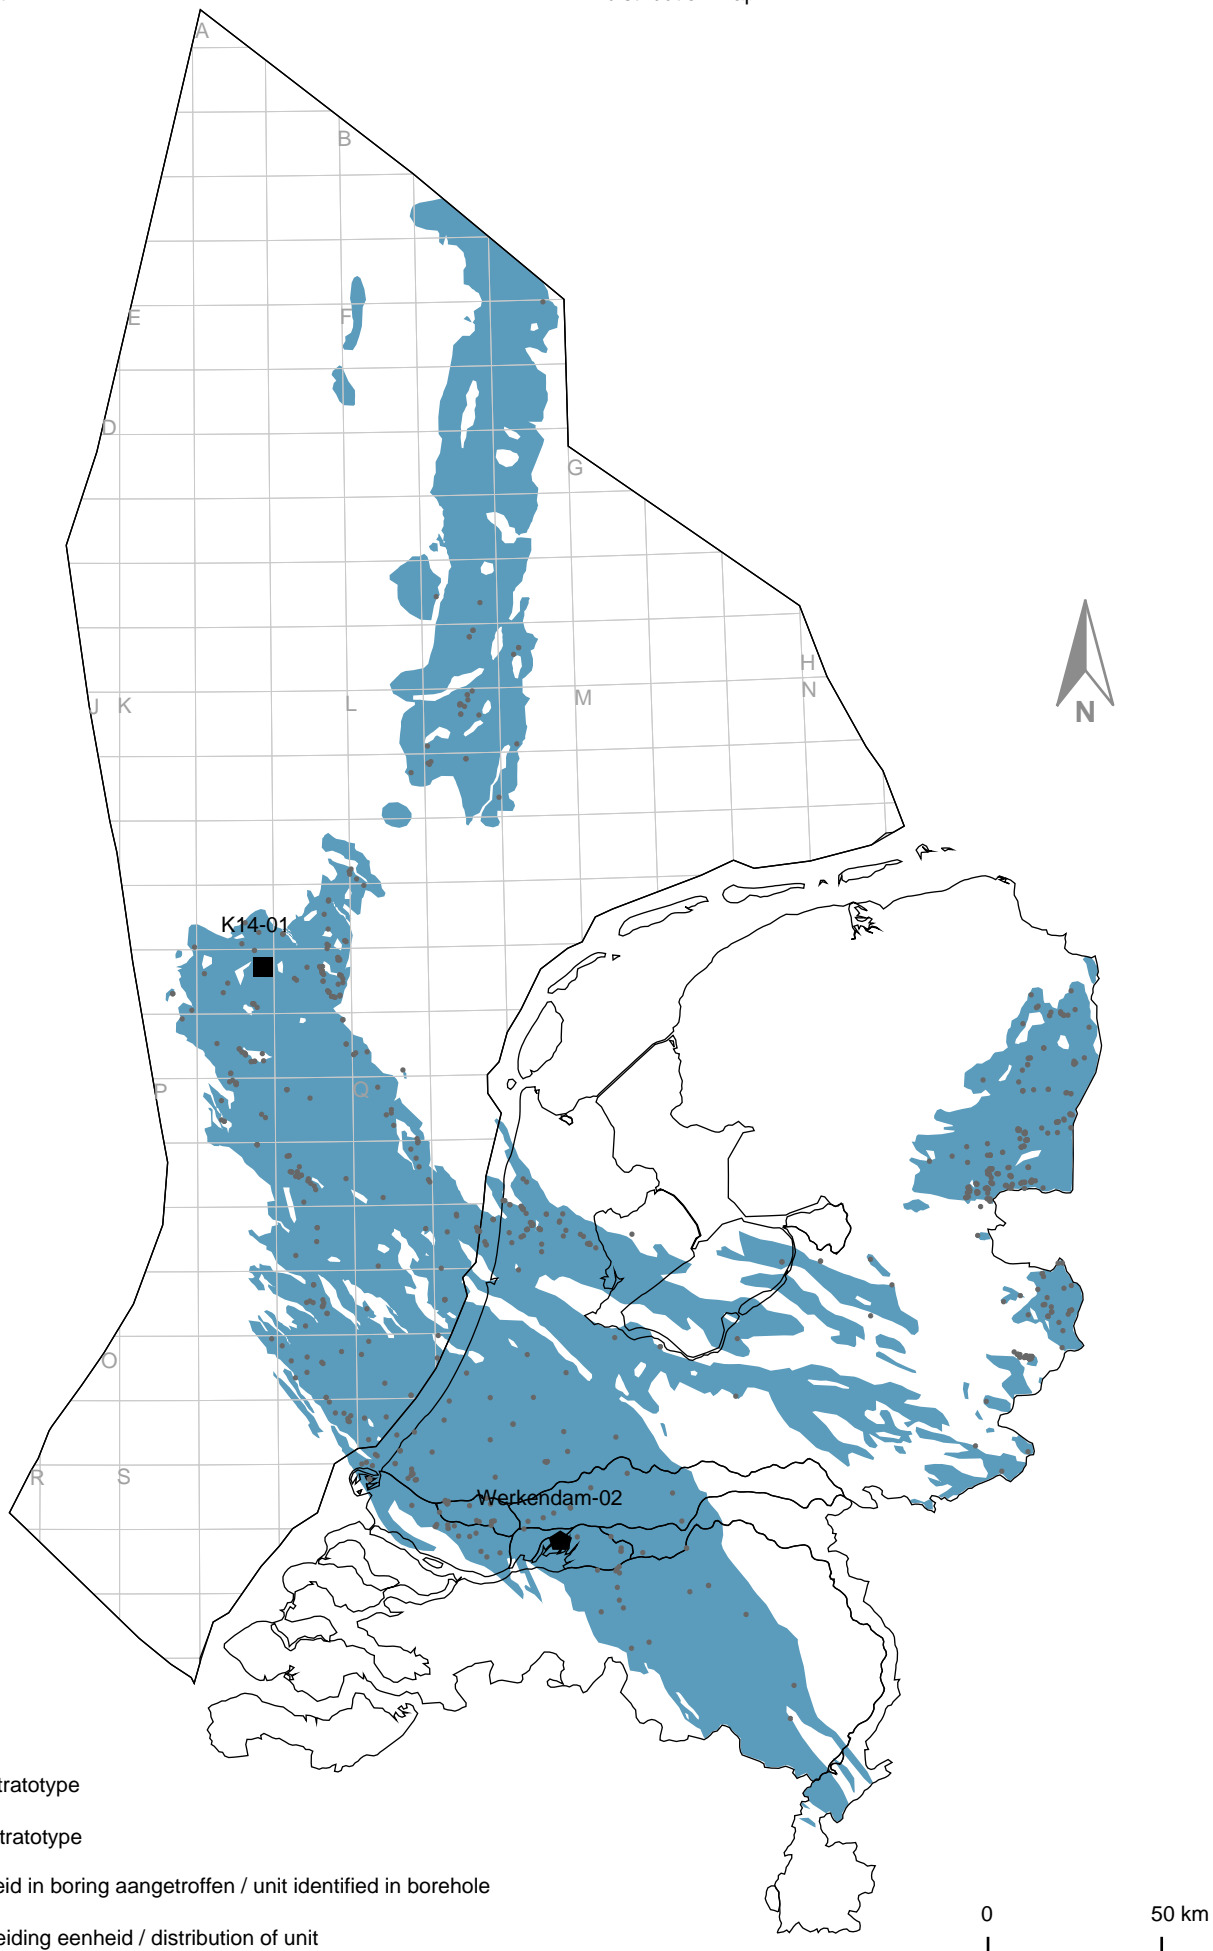 A
B
E
F
D
G
H
N
J
K
L
M
N
K14-01
P
Q
O
R
S
Werkendam-02
tratotype
tratotype
eid in boring aangetroffen / unit identified in borehole
eiding eenheid / distribution of unit
0
50 km